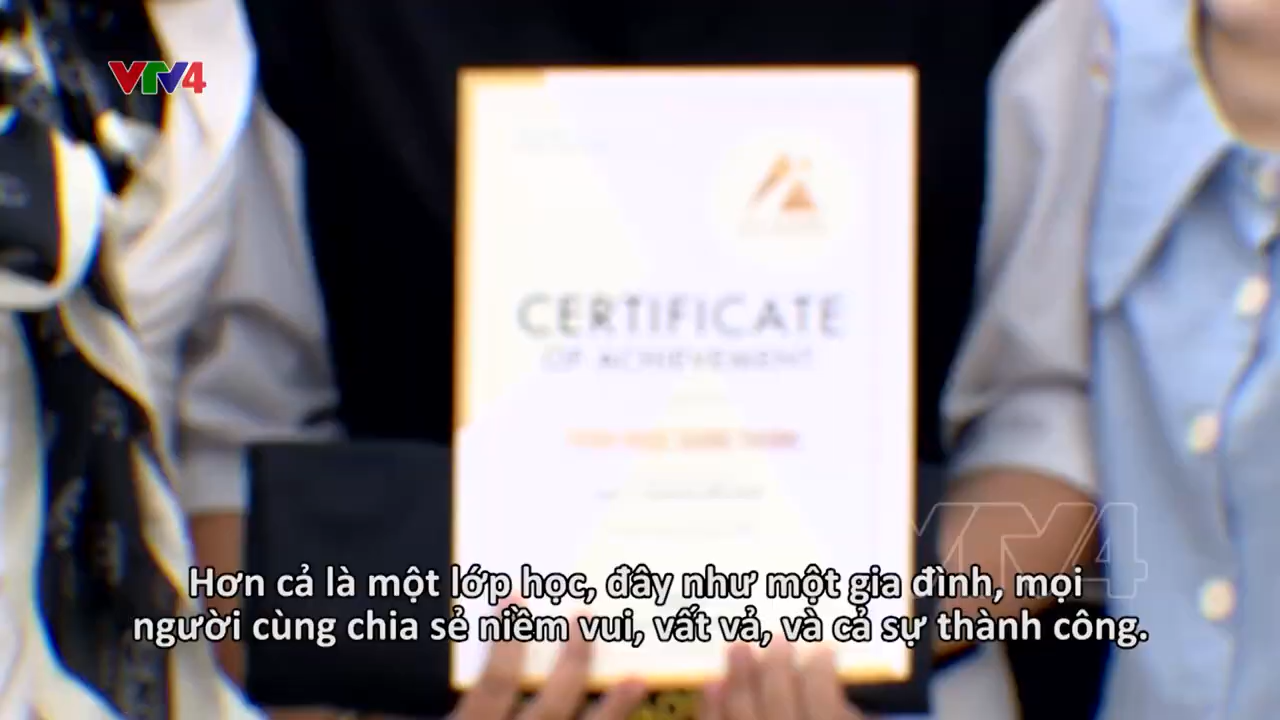 VTV4
CERTIFICATE
OF ACHIEVEMENT
VTV4
Hơn cả là một lớp học, đây như một gia đình, mọi
người cùng chia sẻ niềm vui, vất vả, và cả sự thành công.